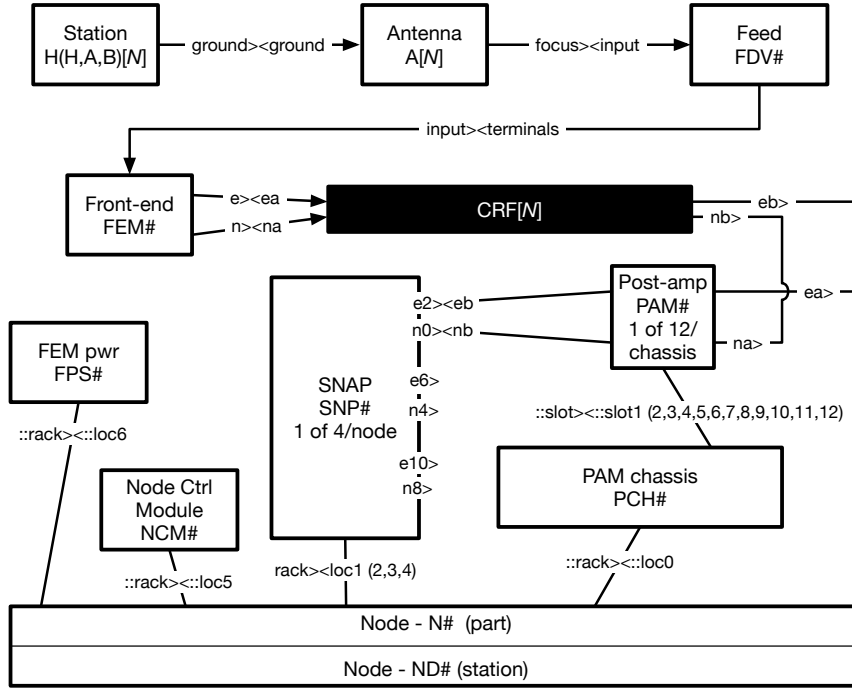 Station
H(H,A,B)[N]
ground><ground
Antenna
A[N]
focus><input
Feed
FDV#
input><terminals
Front-end
FEM#
e><ea
n><na
CRF[N]
eb>
nb>
SNAP
SNP#
1 of 4/node
e2><eb
n0><nb
e6>
n4>
e10>
n8>
Post-amp
PAM#
1 of 12/
chassis
ea>
na>
FEM pwr
FPS#
::rack><::loc6
::slot><::slot1 (2,3,4,5,6,7,8,9,10,11,12)
Node Ctrl
Module
NCM#
PAM chassis
PCH#
::rack><::loc5
rack><loc1 (2,3,4)
::rack><::loc0
Node - N# (part)
Node - ND# (station)